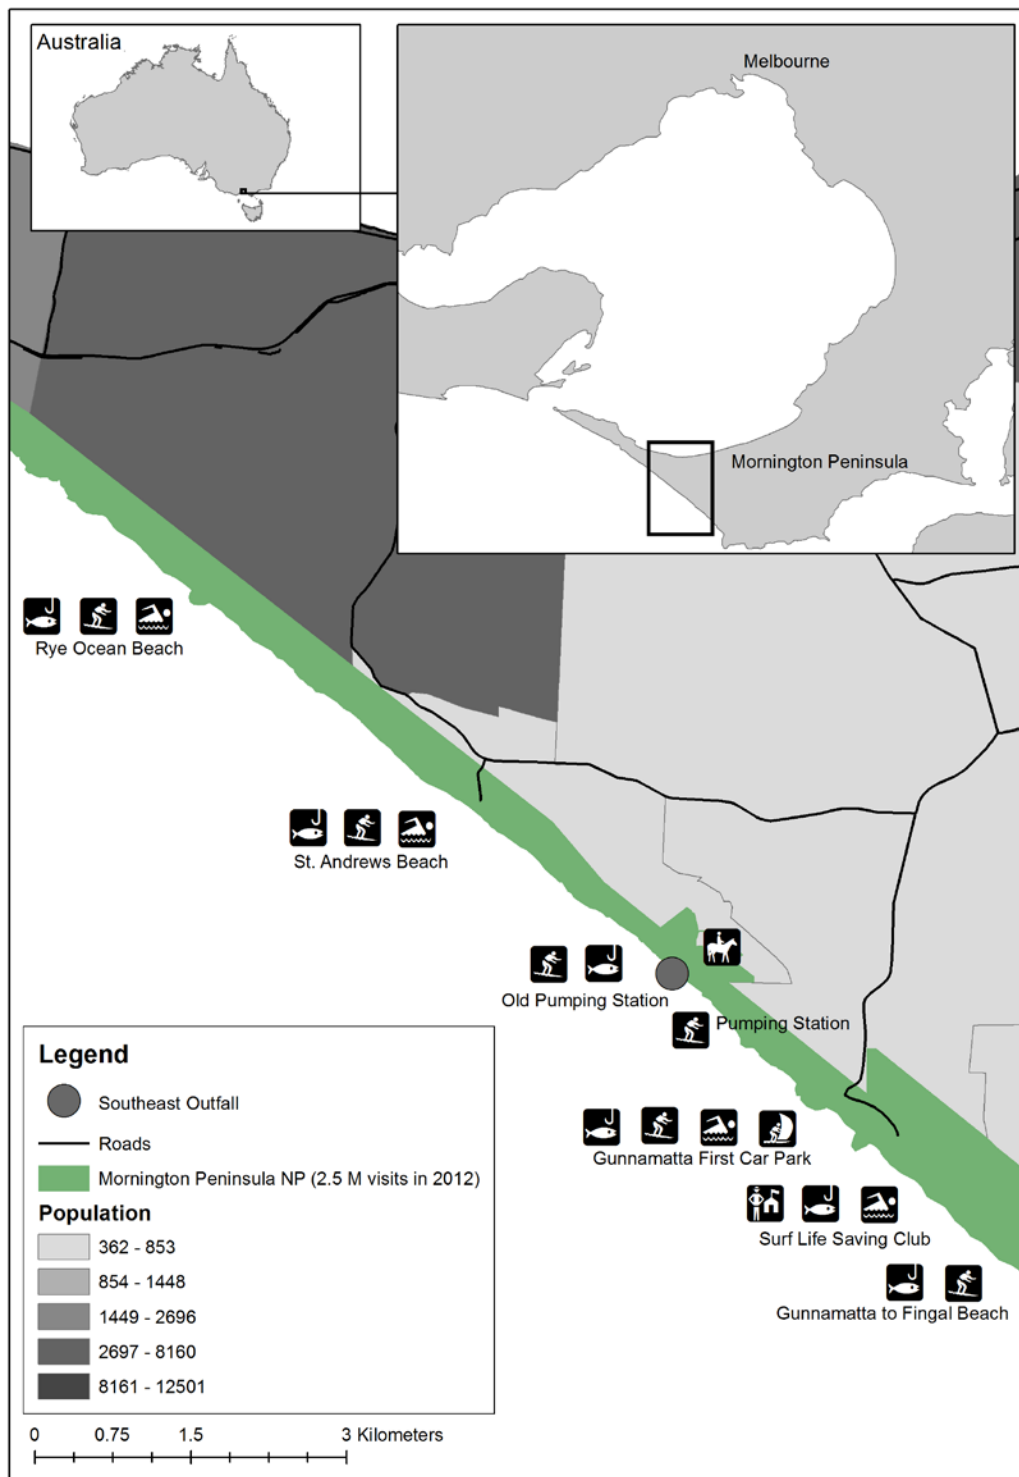 Australia
Melbourne
Mornington Peninsula
Rye Ocean Beach
St. Andrews Beach
Old Pumping Station
Pumping Station
Gunnamatta First Car Park
Surf Life Saving Club
Gunnamatta to Fingal Beach
Legend
Southeast Outfall
Roads
Mornington Peninsula NP (2.5 M visits in 2012)
Population
362 - 853
854 - 1448
1449 - 2696
2697 - 8160
8161 - 12501
0 0.75 1.5 3 Kilometers